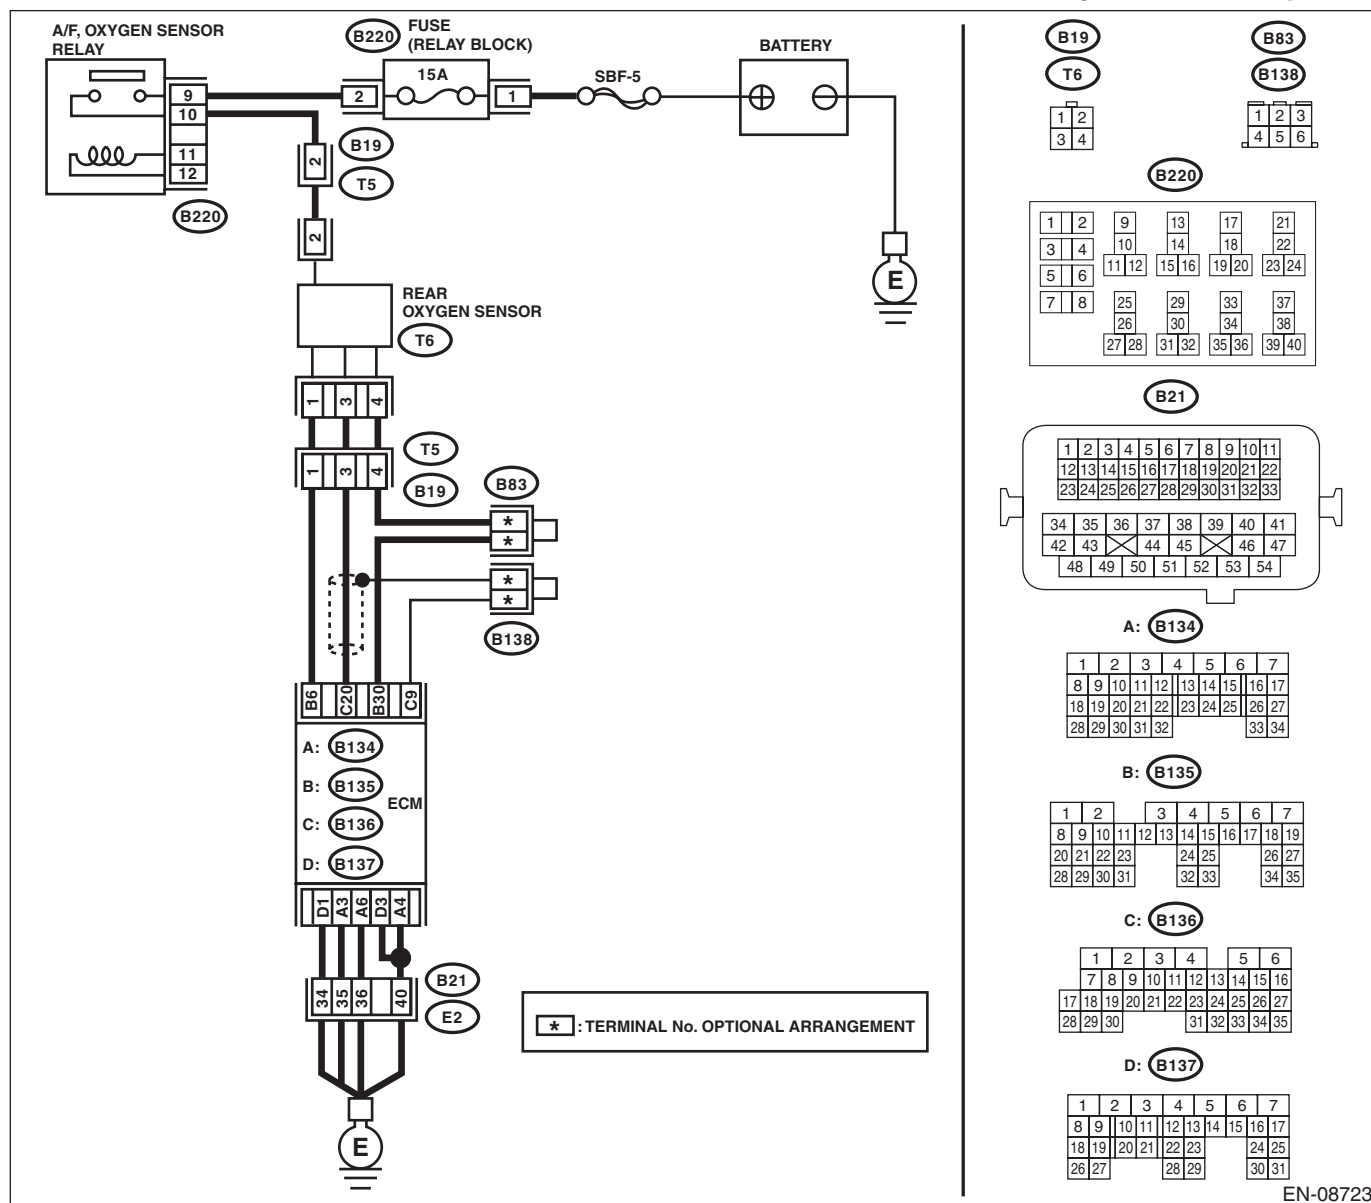 A/F, OXYGEN SENSOR
RELAY
9
10
11
12
B220
B220
FUSE
(RELAY BLOCK)
15A
2
1
SBF-5
BATTERY
E
2
B19
T5
2
REAR
OXYGEN SENSOR
T6
1 3 4
T5
1 3 4
B19
B83
*
*
*
*
B138
B6 C20 B30 C9
A: B134
B: B135
ECM
C: B136
D: B137
D1 A3 A6 D3 A4
B21
34 35 36 40
E2
E
* : TERMINAL No. OPTIONAL ARRANGEMENT
B19 B83
T6 B138
1 2
3 4
1 2 3
4 5 6
B220
1 2 9 13 17 21
3 4 10 14 18 22
5 6 11 12 15 16 19 20 23 24
7 8 25 29 33 37
26 30 34 38
27 28 31 32 35 36 39 40
B21
1 2 3 4 5 6 7 8 9 10 11
12 13 14 15 16 17 18 19 20 21 22
23 24 25 26 27 28 29 30 31 32 33
34 35 36 37 38 39 40 41
42 43 44 45 46 47
48 49 50 51 52 53 54
A: B134
1 2 3 4 5 6 7
8 9 10 11 12 13 14 15 16 17
18 19 20 21 22 23 24 25 26 27
28 29 30 31 32 33 34
B: B135
1 2 3 4 5 6 7
8 9 10 11 12 13 14 15 16 17 18 19
20 21 22 23 24 25 26 27
28 29 30 31 32 33 34 35
C: B136
1 2 3 4 5 6
7 8 9 10 11 12 13 14 15 16
17 18 19 20 21 22 23 24 25 26 27
28 29 30 31 32 33 34 35
D: B137
1 2 3 4 5 6 7
8 9 10 11 12 13 14 15 16 17
18 19 20 21 22 23 24 25
26 27 28 29 30 31
EN-08723